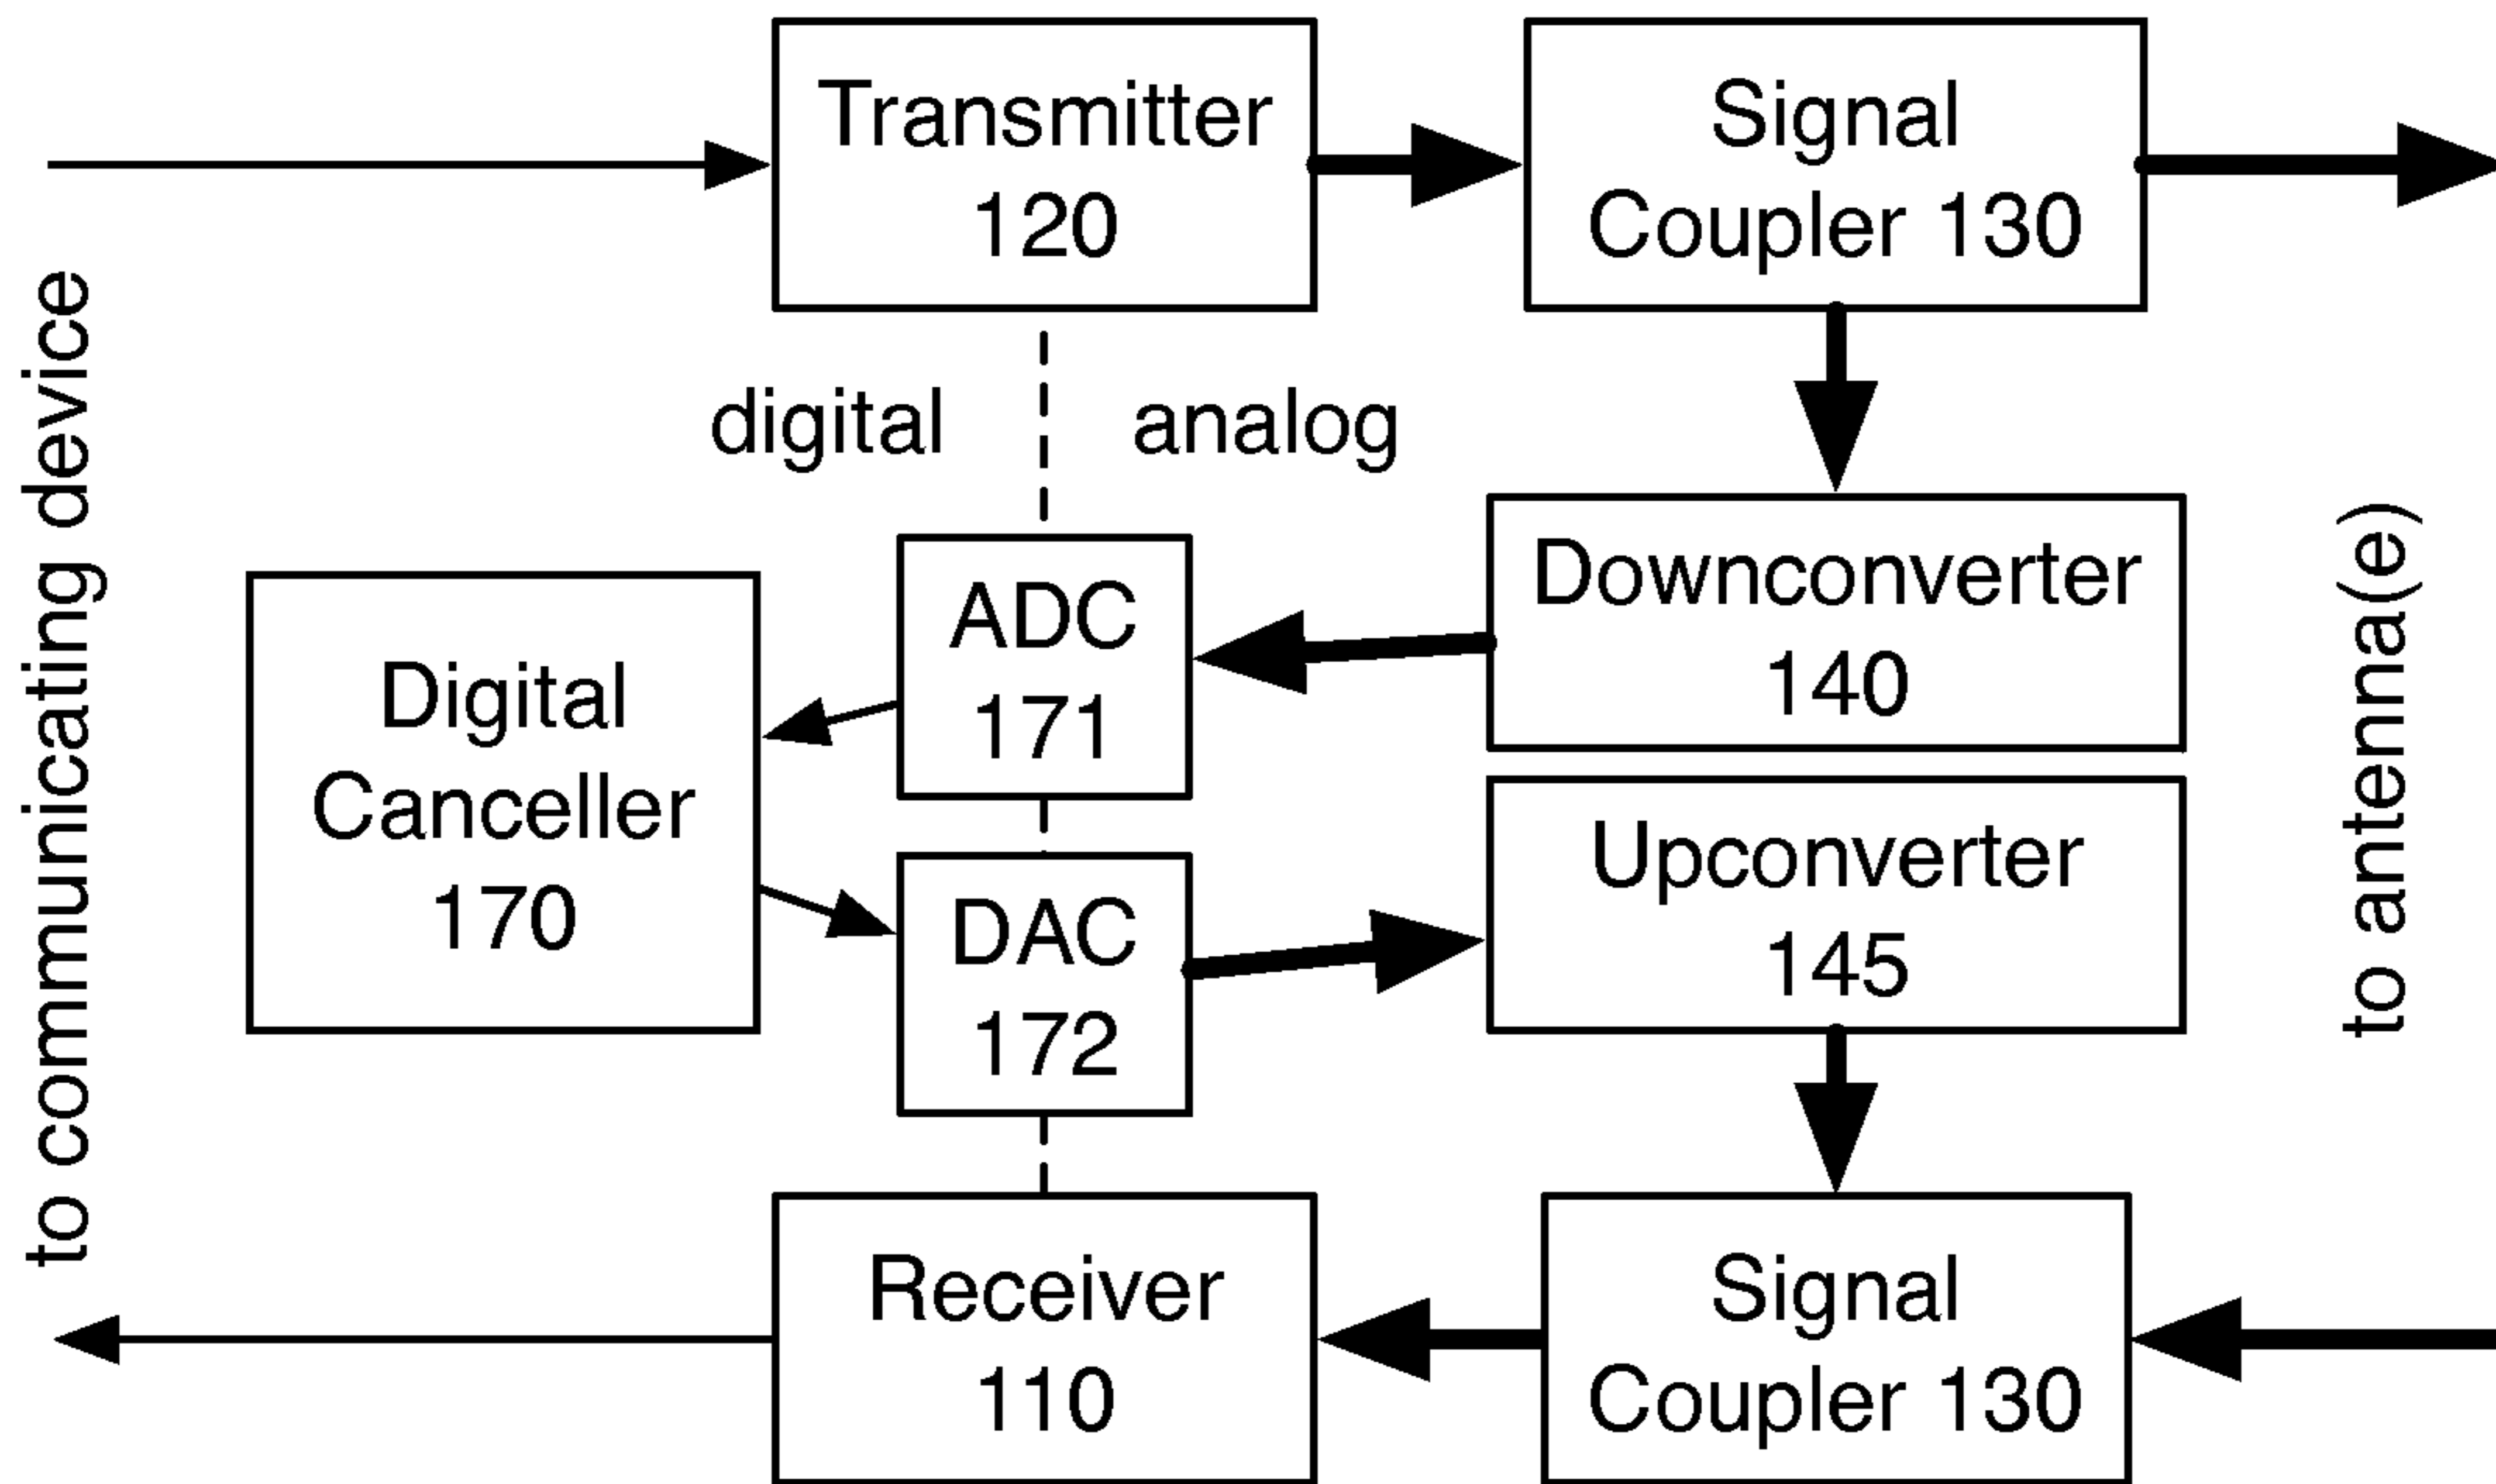 Transmitter
120
Signal
Coupler 130
to communicating device
digital
analog
ADC
171
Downconverter
140
to antenna(e)
Digital
Canceller
170
DAC
172
Upconverter
145
Receiver
110
Signal
Coupler 130